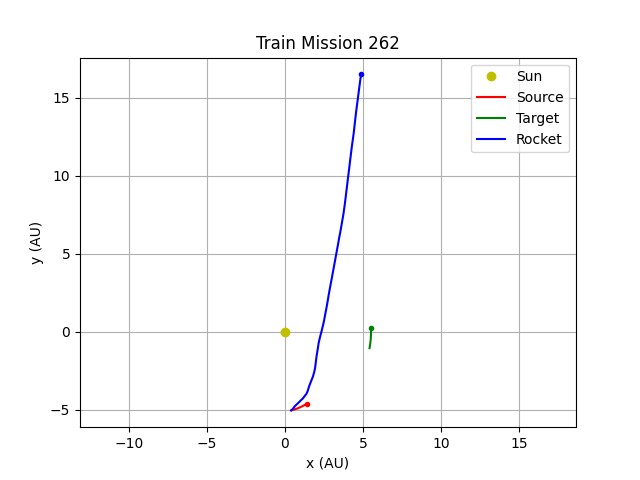 Train Mission 262
Sun
Source
Target
Rocket
15
10
5
0
−5
y (AU)
−10
−5
0
5
10
15
x (AU)